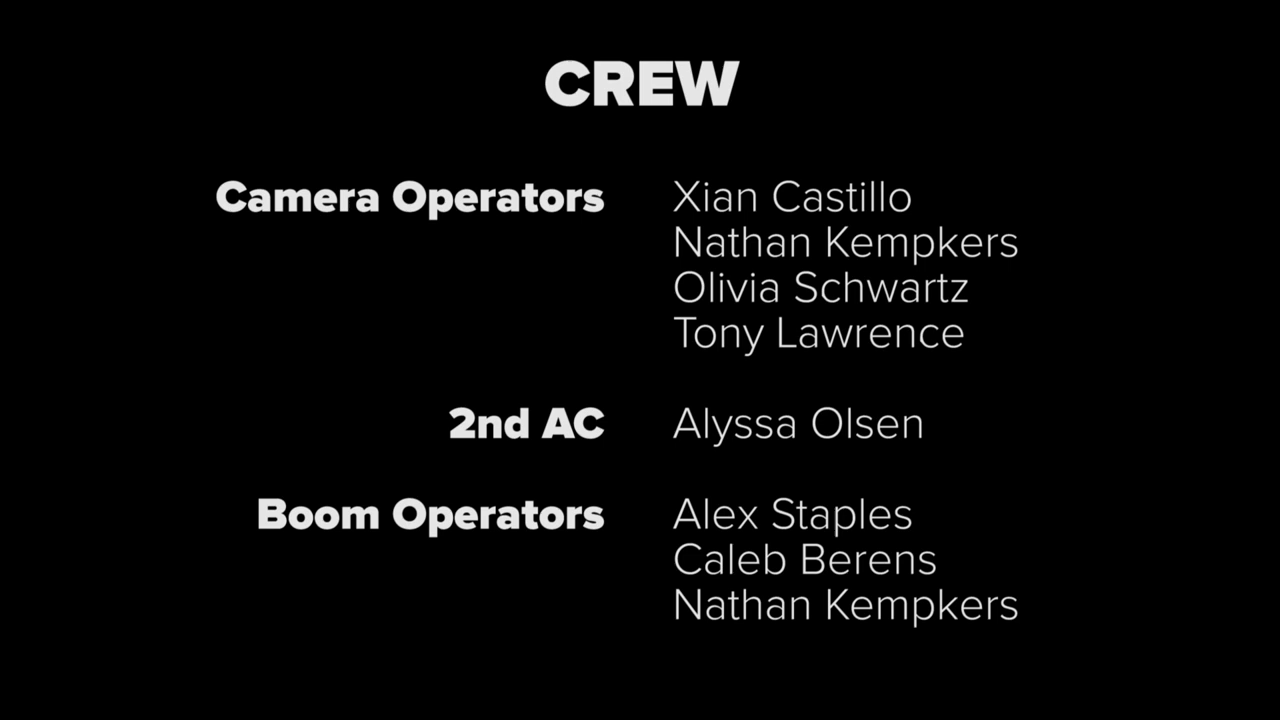 CREW
Camera Operators Xian Castillo
Nathan Kempkers
Olivia Schwartz
Tony Lawrence
2nd AC Alyssa Olsen
Boom Operators Alex Staples
Caleb Berens
Nathan Kempkers